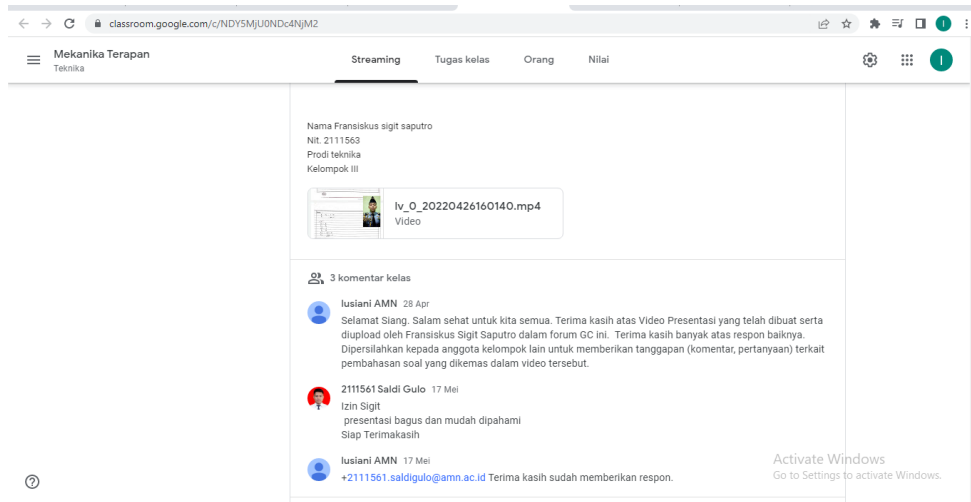 classroom.google.com/c/NDY5MjU0NDc4NjM2
Mekanika Terapan
Teknika
Streaming
Tugas kelas
Orang
Nilai
I
I
Nama Fransiskus sigit saputro
Nit. 2111563
Prodi teknika
Kelompok III
lv_0_20220426160140.mp4
Video
3 komentar kelas
lusiani AMN 28 Apr
Selamat Siang. Salam sehat untuk kita semua. Terima kasih atas Video Presentasi yang telah dibuat serta
diupload oleh Fransiskus Sigit Saputro dalam forum GC ini.  Terima kasih banyak atas respon baiknya.
Dipersilahkan kepada anggota kelompok lain untuk memberikan tanggapan (komentar, pertanyaan) terkait
pembahasan soal yang dikemas dalam video tersebut.
2111561 Saldi Gulo 17 Mei
Izin Sigit
presentasi bagus dan mudah dipahami
Siap Terimakasih
lusiani AMN 17 Mei
+2111561.saldigulo@amn.ac.id Terima kasih sudah memberikan respon.
Activate Windows
Go to Settings to activate Windows.